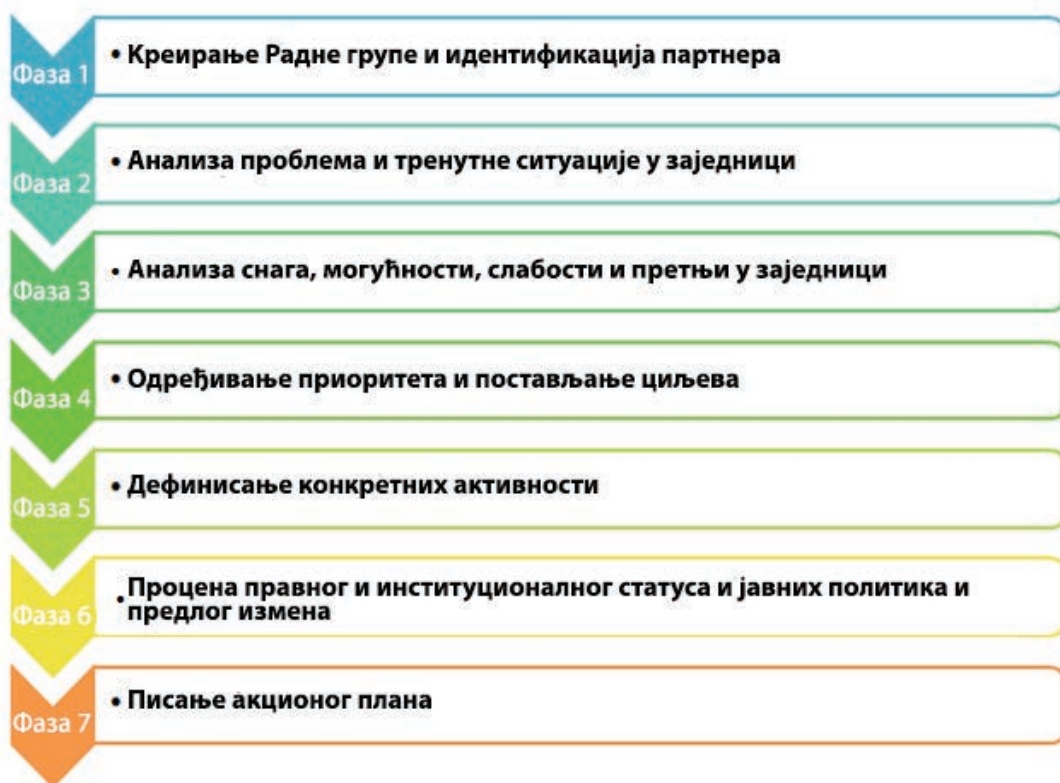 Фаза 1
• Креирање Радне групе и идентификација партнера
Фаза 2
• Анализа проблема и тренутне ситуације у заједници
Фаза 3
• Анализа снага, могућности, слабости и претњи у заједници
Фаза 4
• Одређивање приоритета и постављање циљева
Фаза 5
• Дефинисање конкретних активности
Фаза 6
• Процена правног и институционалног статуса и јавних политика и
предлог измена
Фаза 7
• Писање акционог плана